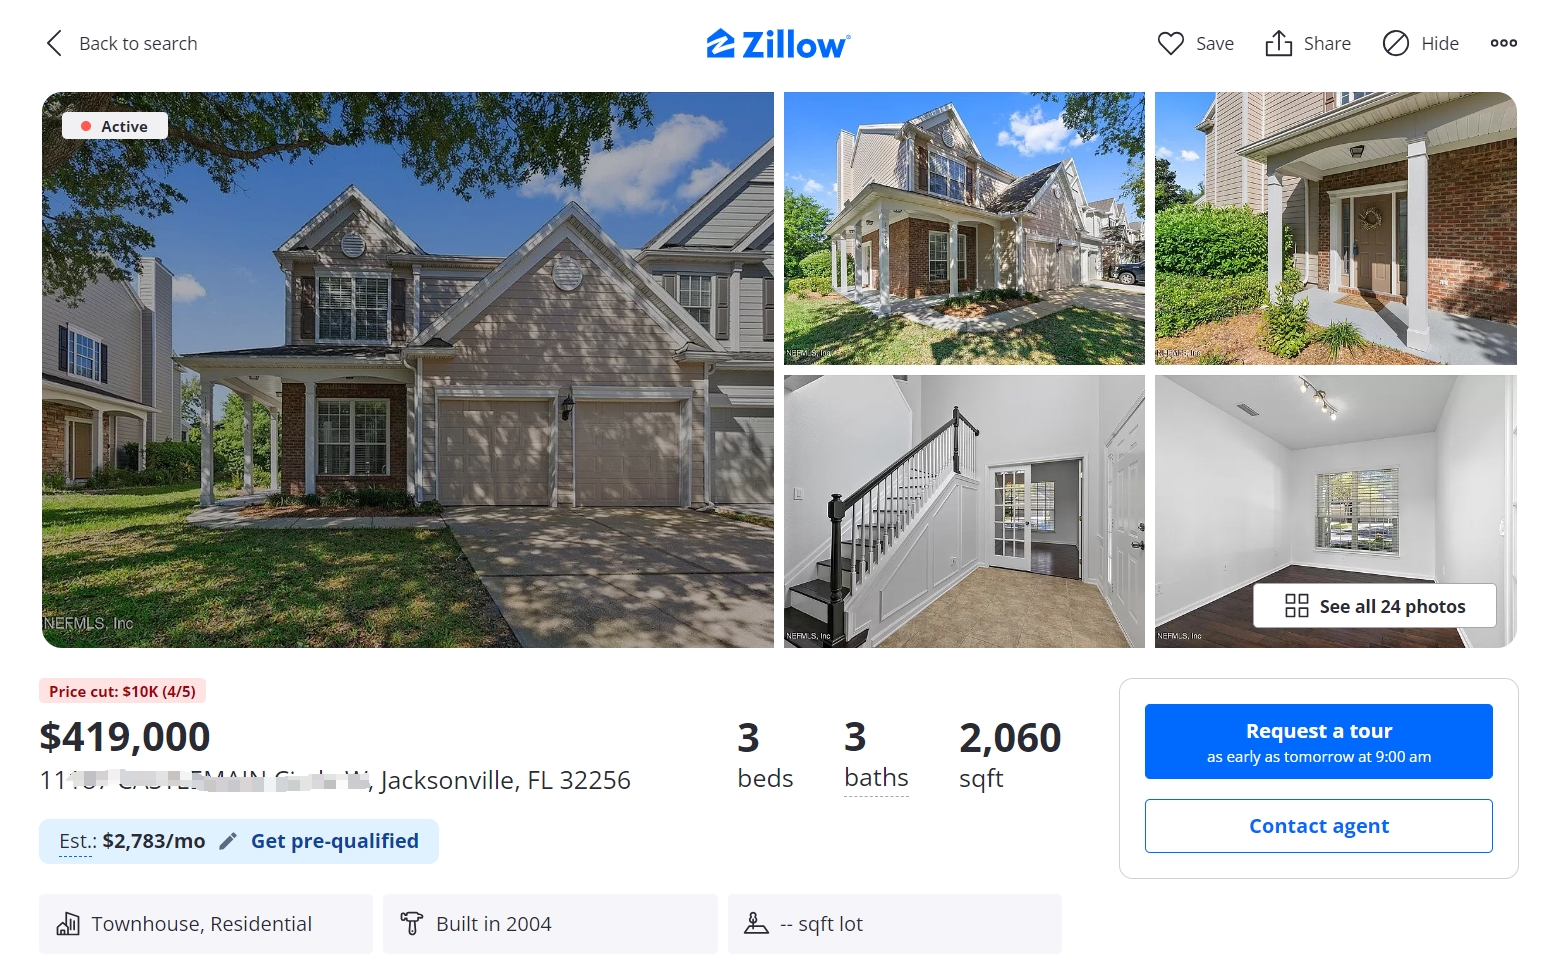 Back to search
Zillow
Save
Share
Hide
Active
NEFMLS, Inc
NEFMLS, Inc
NEFMLS, Inc
NEFMLS, Inc
NEFMLS, Inc
See all 24 photos
Price cut: $10K (4/5)
$419,000
, Jacksonville, FL 32256
3
beds
3
baths
2,060
sqft
Request a tour
as early as tomorrow at 9:00 am
Contact agent
Est.: $2,783/mo
Get pre-qualified
Townhouse, Residential
Built in 2004
-- sqft lot